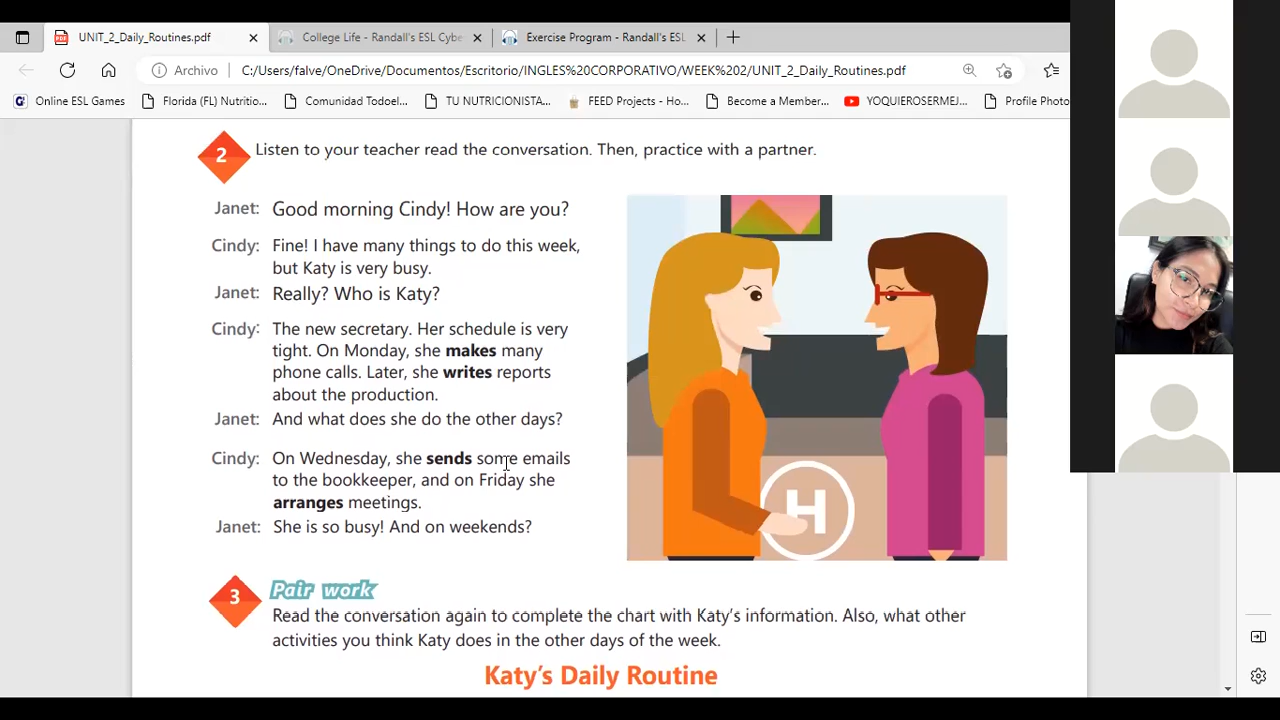 UNIT_2_Daily_Routines.pdf
College Life - Randall's ESL Cybe
Exercise Program - Randall's ESL
Archivo
C:/Users/falve/OneDrive/Documentos/Escritorio/INGLES%20CORPORATIVO/WEEK%202/UNIT_2_Daily_Routines.pdf
Online ESL Games
Florida (FL) Nutritio...
Comunidad Todoel...
TU NUTRICIONISTA...
FEED Projects - Ho...
Become a Member...
YOQUIEROSERMEJ...
Profile Photo
2
Listen to your teacher read the conversation. Then, practice with a partner.
Janet: Good morning Cindy! How are you?
Cindy: Fine! I have many things to do this week,
but Katy is very busy.
Janet: Really? Who is Katy?
Cindy: The new secretary. Her schedule is very
tight. On Monday, she makes many
phone calls. Later, she writes reports
about the production.
Janet: And what does she do the other days?
Cindy: On Wednesday, she sends some emails
to the bookkeeper, and on Friday she
arranges meetings.
Janet: She is so busy! And on weekends?
H
3
Pair work
Read the conversation again to complete the chart with Katy's information. Also, what other
activities you think Katy does in the other days of the week.
Katy's Daily Routine